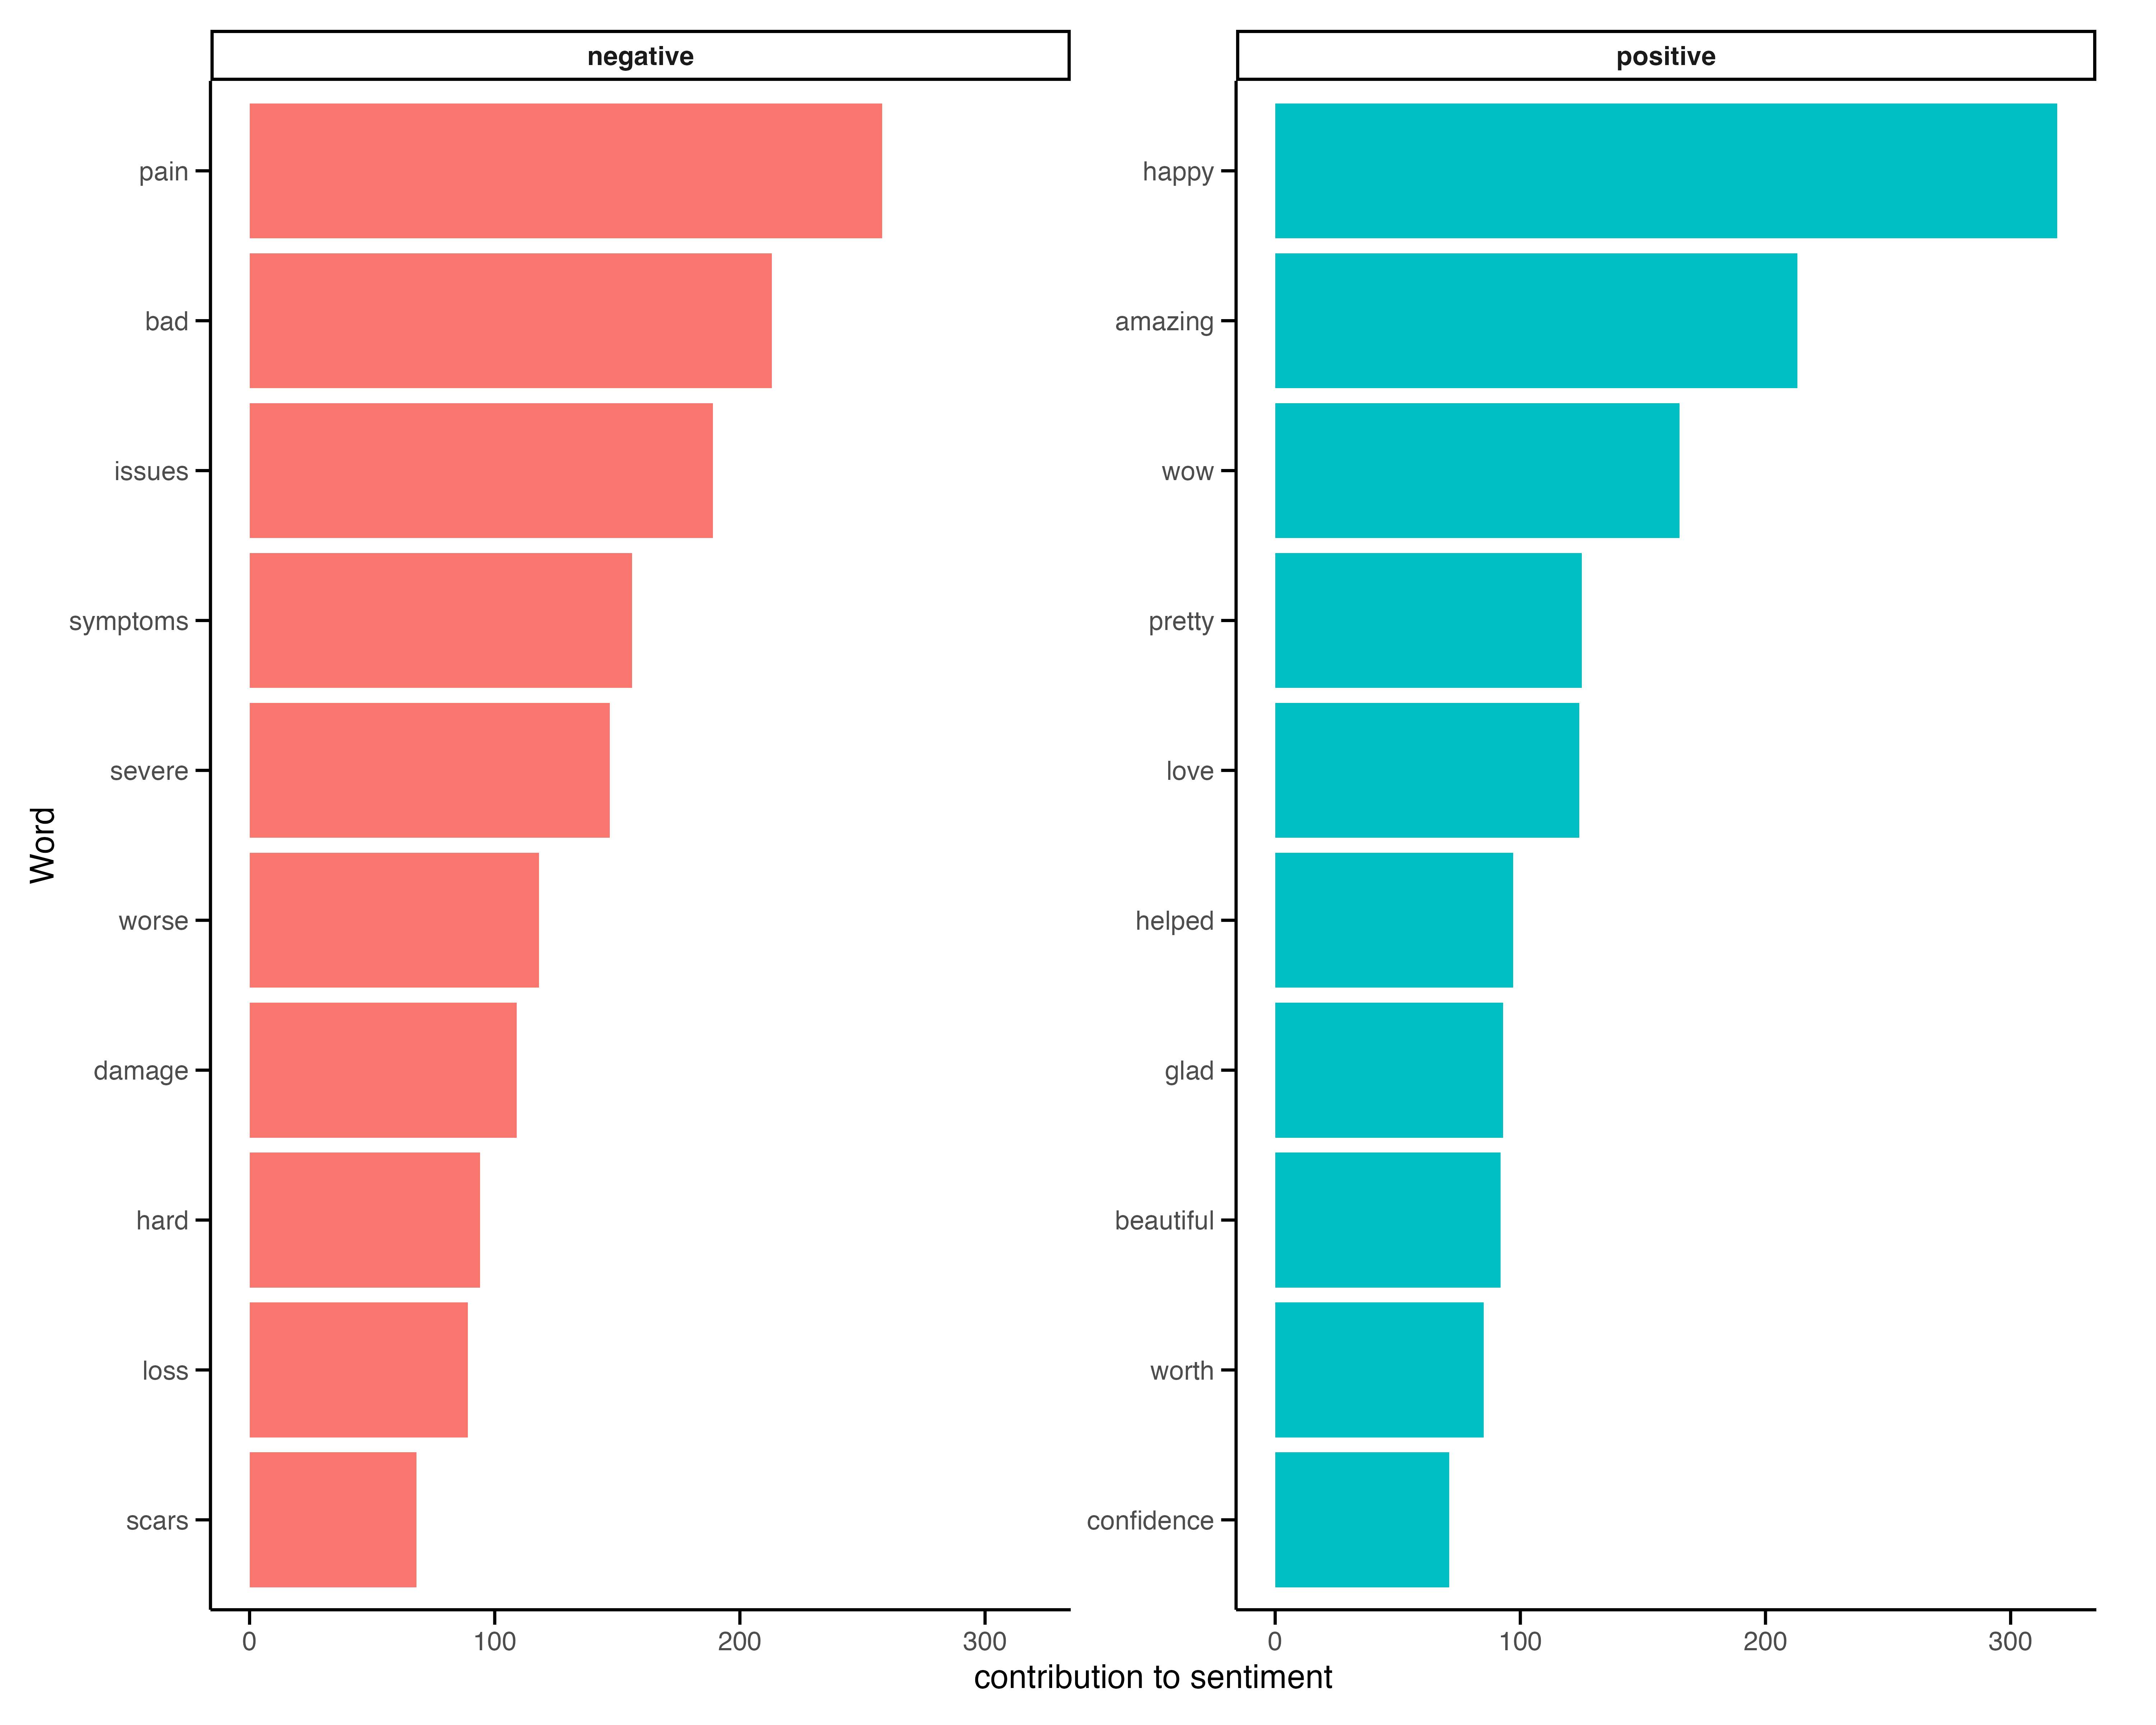 negative
positive
Word
pain
bad
issues
symptoms
severe
worse
damage
hard
loss
scars
happy
amazing
wow
pretty
love
helped
glad
beautiful
worth
confidence
0 100 200 300
0 100 200 300
contribution to sentiment